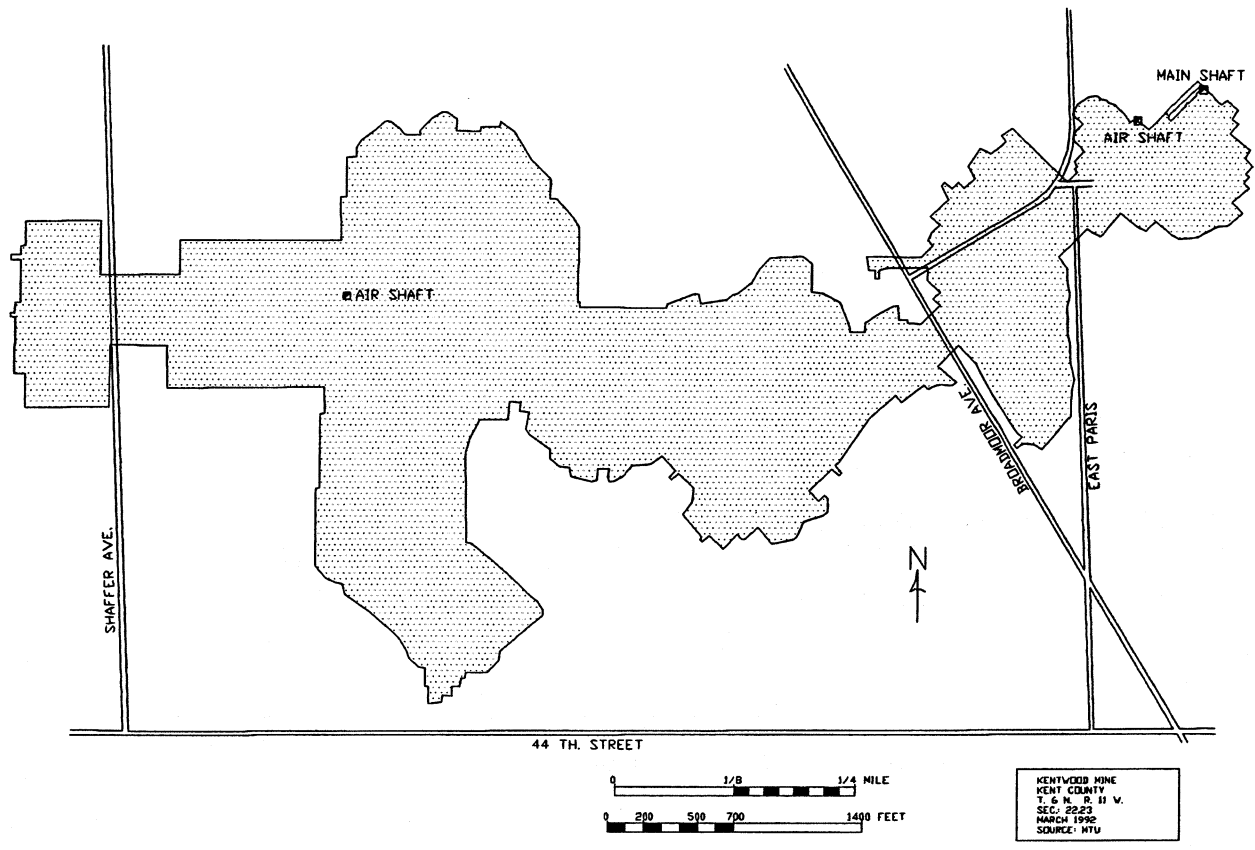 MAIN SHAFT
AIR SHAFT
AIR SHAFT
BROADMOOR AVE.
EAST PARIS
SHAFFER AVE.
N
44 TH. STREET
0 1/8 1/4 MILE
0 200 500 700 1400 FEET
KENTWOOD MINE
KENT COUNTY
T. 6 N. R. 11 W.
SEC: 22,23
MARCH 1992
SOURCE: MTU